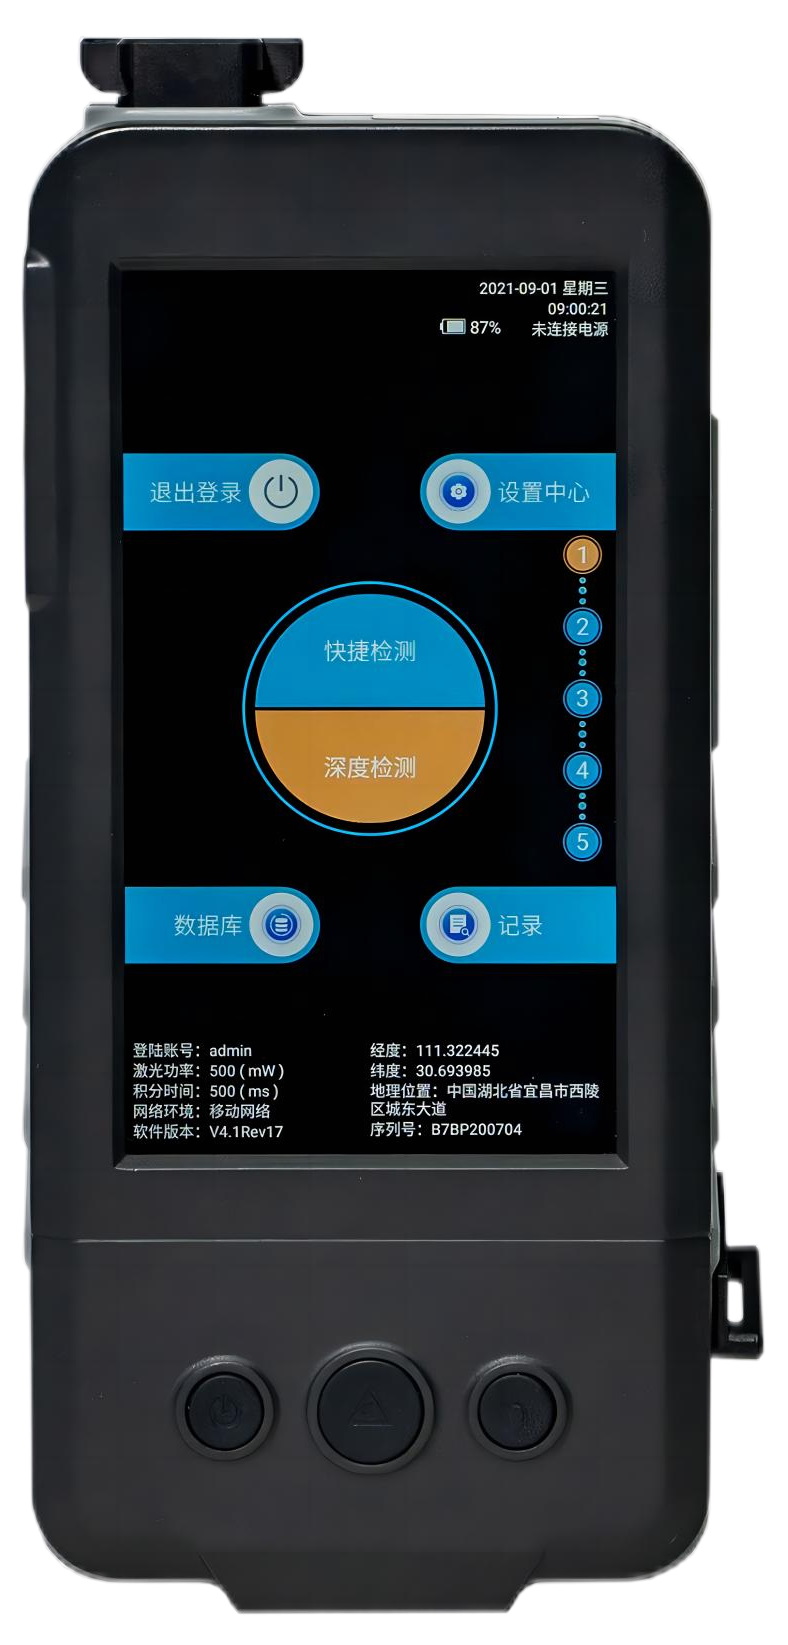 2021-09-01 星期三
09:00:21
87% 未连接电源
退出登录
设置中心
1
2
快捷检测
3
深度检测
4
5
数据库
记录
登陆账号：admin
激光功率：500 ( mW )
积分时间：500 ( ms )
网络环境：移动网络
软件版本：V4.1Rev17
经度：111.322445
纬度：30.693985
地理位置：中国湖北省宜昌市西陵
区城东大道
序列号：B7BP200704